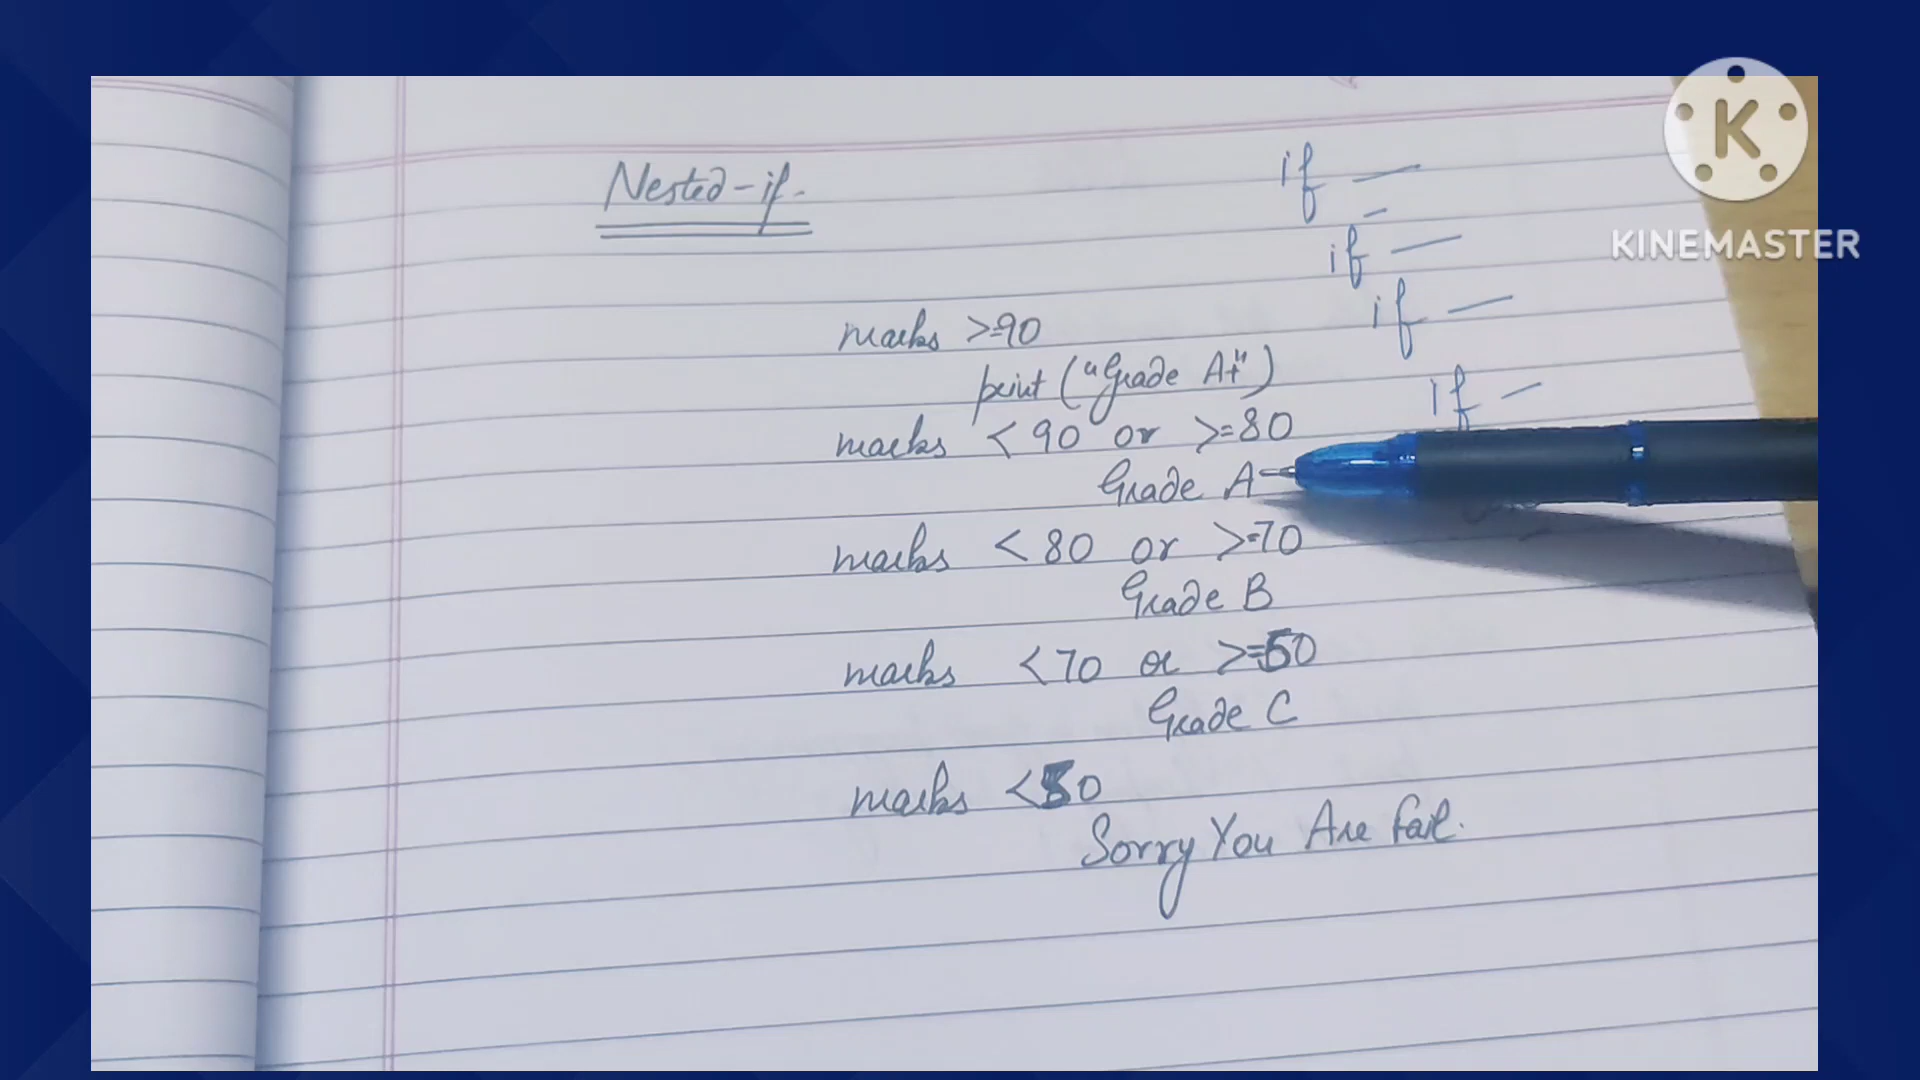 Nested-if-
if —
if —
if —
if —
marks >=90
print ("Grade A+")
marks < 90 or >=80
Grade A
marks < 80 or >=70
Grade B
marks < 70 or >=50
Grade C
marks <50
Sorry You Are Fail.
K
KINEMASTER